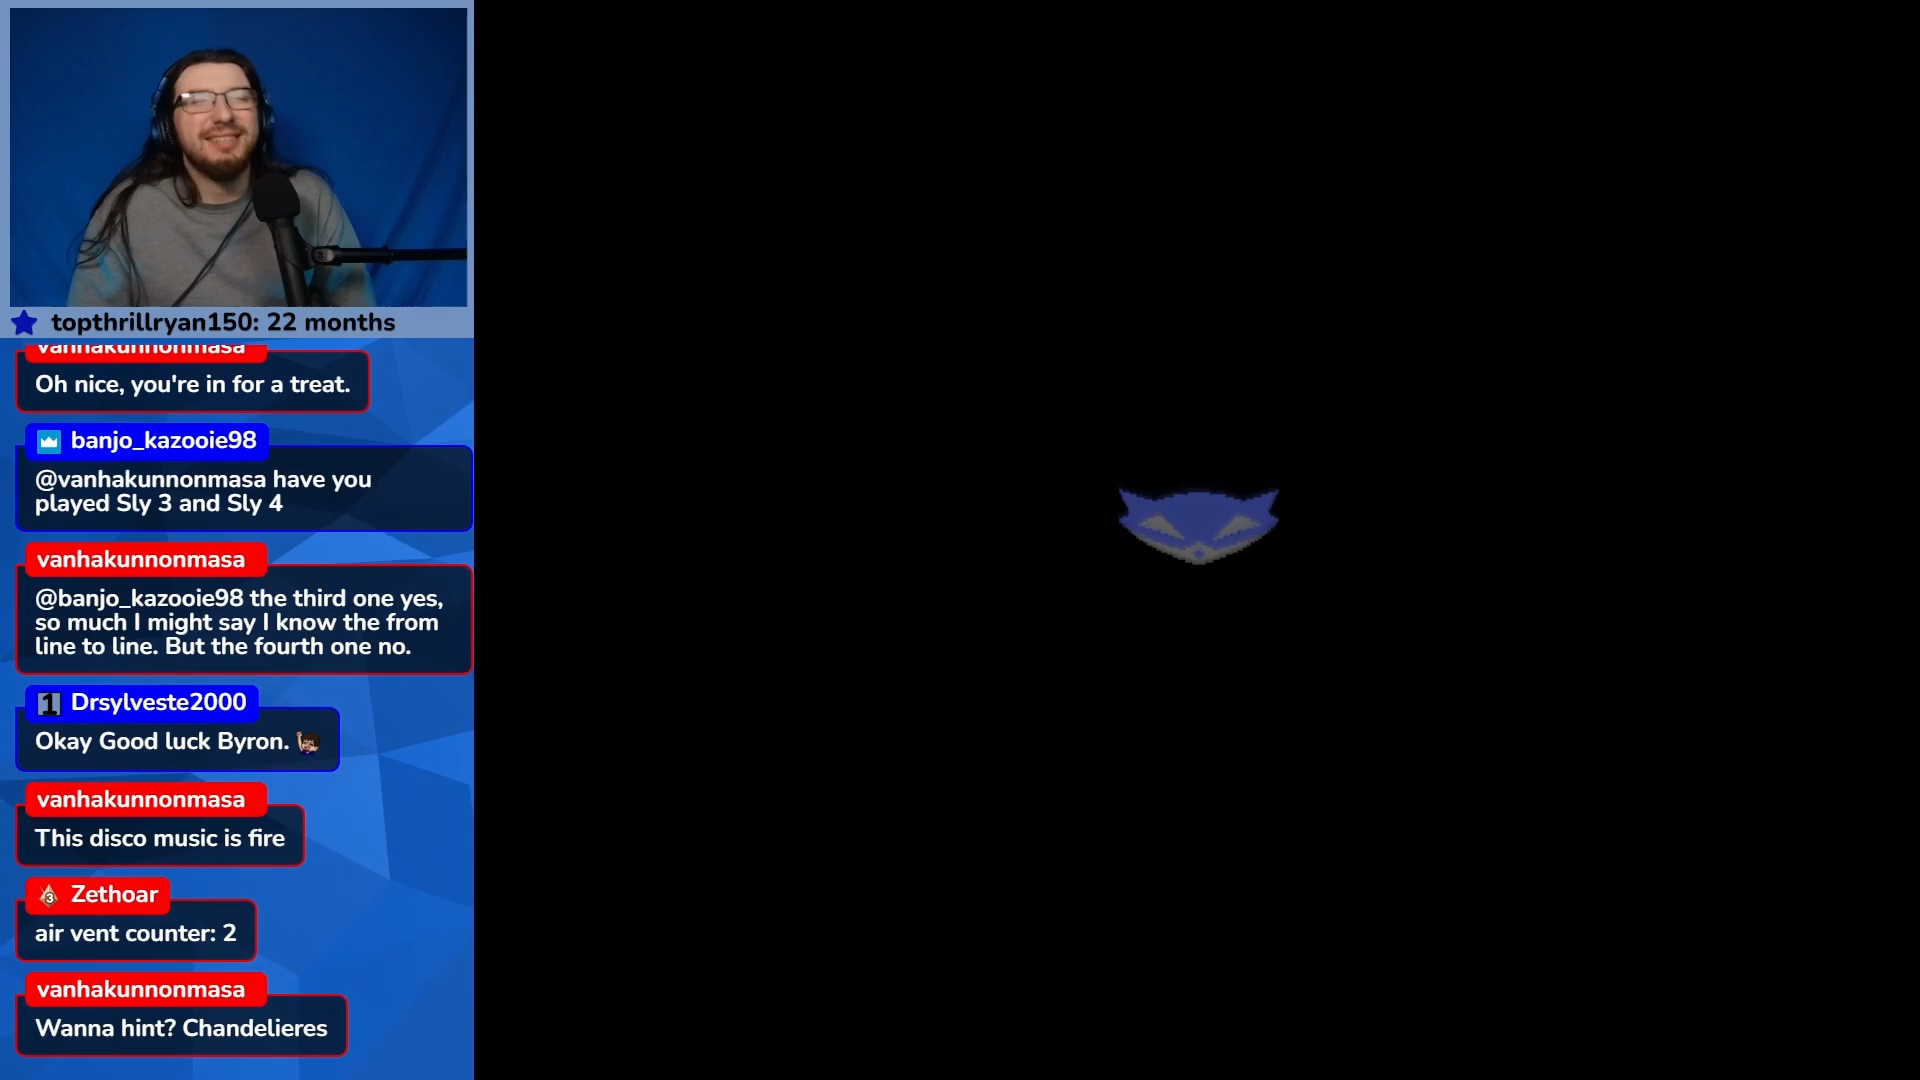 topthrillryan150: 22 months
vanhakunnonmasa
Oh nice, you're in for a treat.
banjo_kazooie98
@vanhakunnonmasa have you
played Sly 3 and Sly 4
vanhakunnonmasa
@banjo_kazooie98 the third one yes,
so much I might say I know the from
line to line. But the fourth one no.
1 Drsylveste2000
Okay Good luck Byron.
vanhakunnonmasa
This disco music is fire
3 Zethoar
air vent counter: 2
vanhakunnonmasa
Wanna hint? Chandelieres